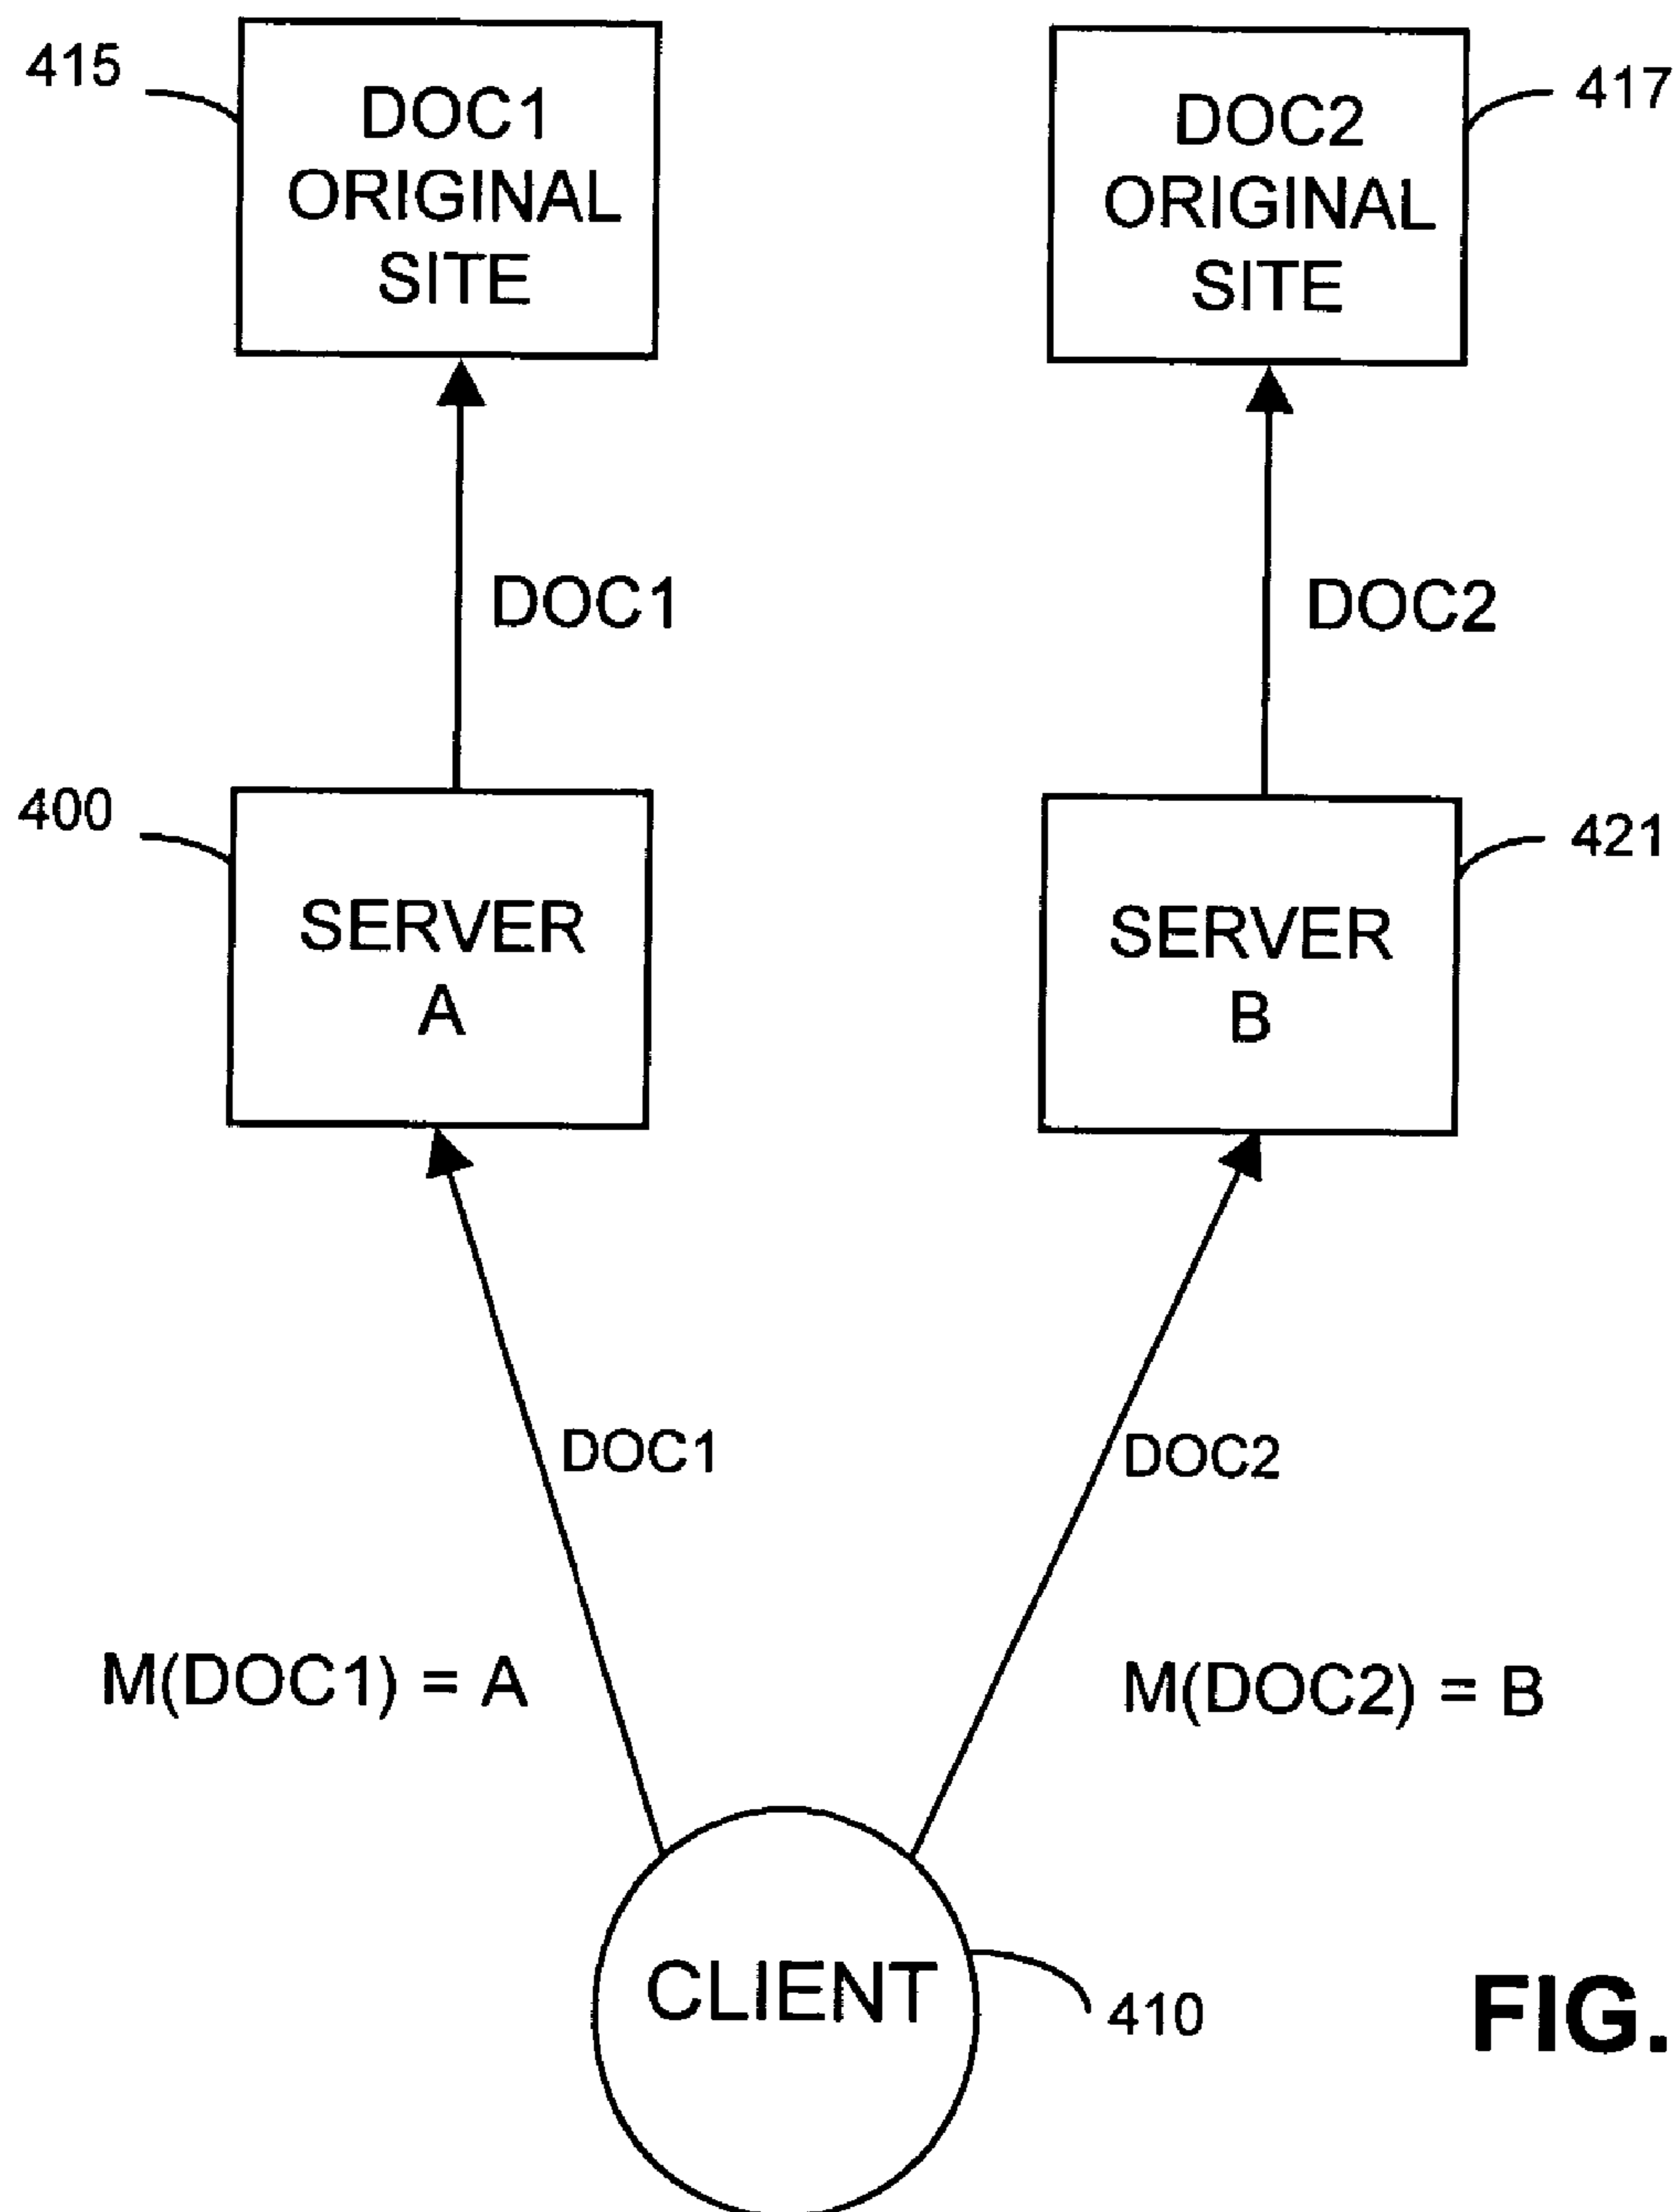 415
DOC1
ORIGINAL
SITE
DOC2
ORIGINAL
SITE
417
DOC1
DOC2
400
SERVER
A
SERVER
B
421
DOC1
DOC2
M(DOC1) = A
M(DOC2) = B
CLIENT
410
FIG.